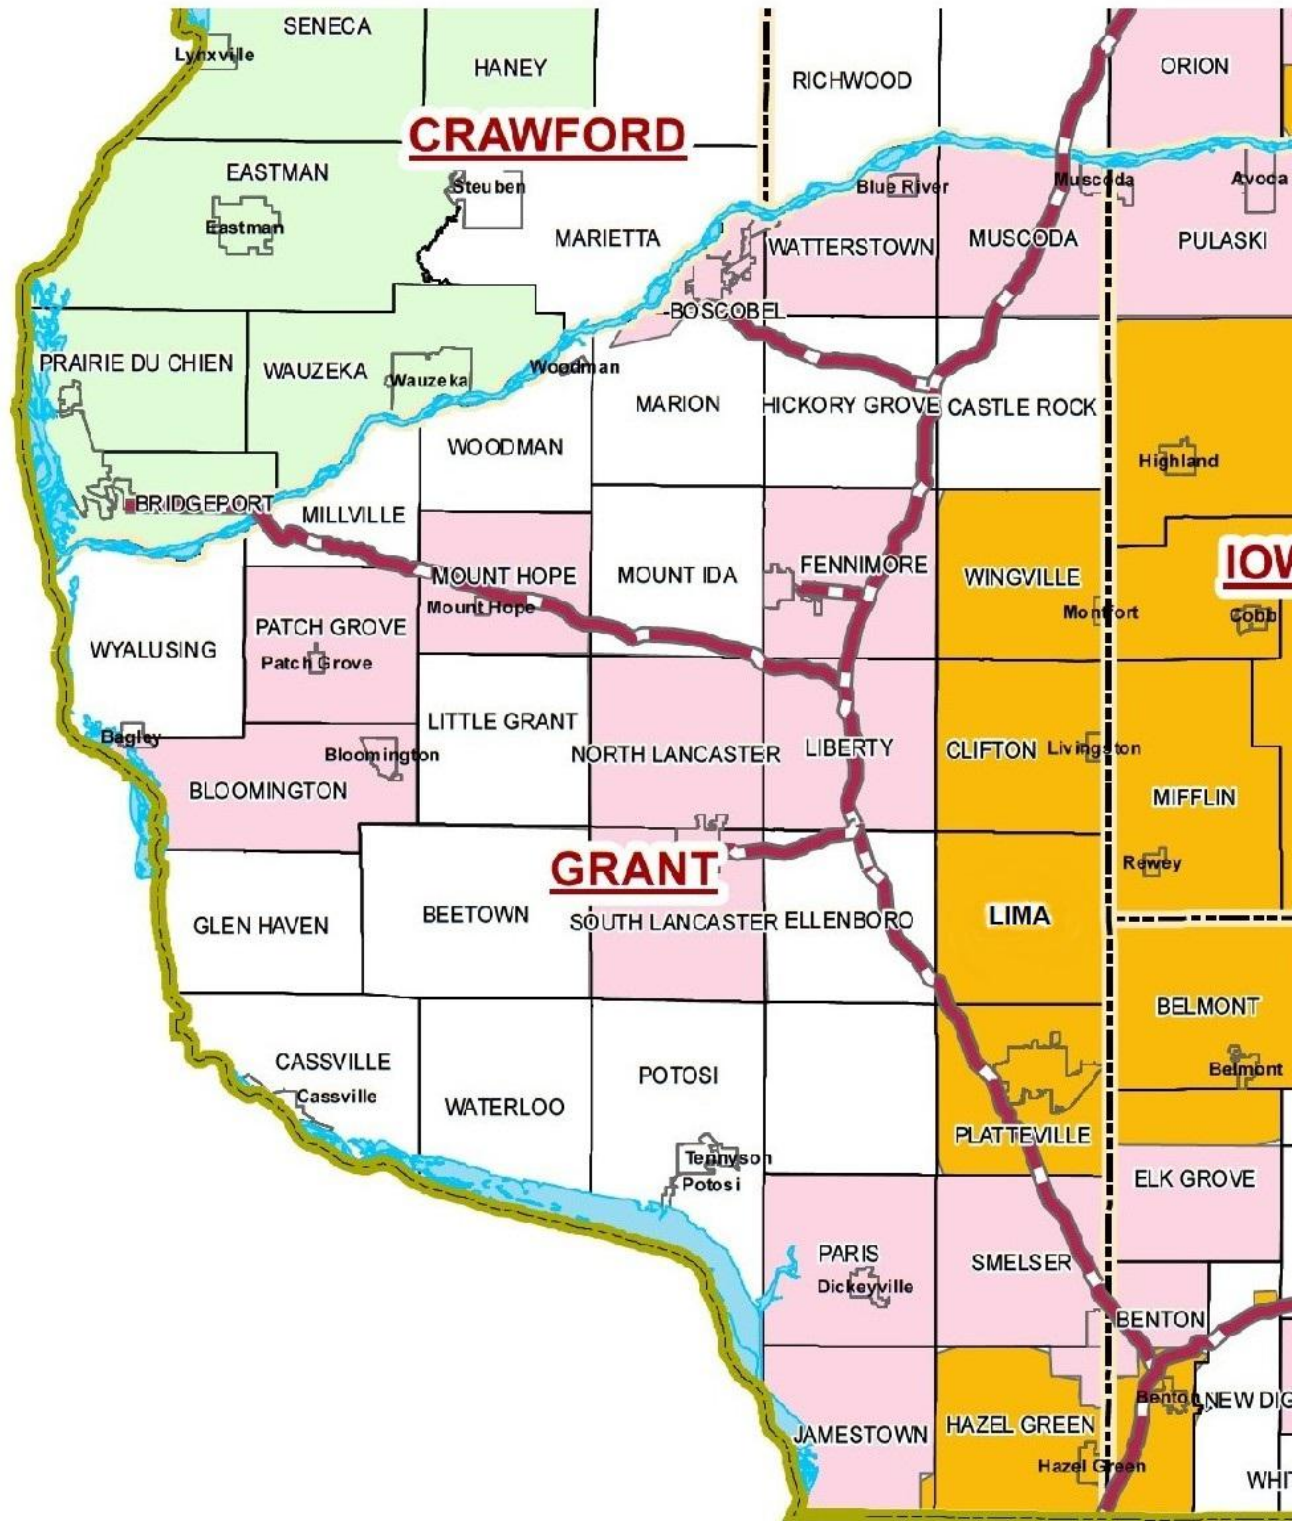 SENECA
Lynxville
HANEY
RICHWOOD
ORION
CRAWFORD
EASTMAN
Steuben
Blue River
Muscoda
Avoca
Eastman
MARIETTA
WATTERSTOWN
MUSCODA
PULASKI
BOSCOBEL
PRAIRIE DU CHIEN
WAUZEKA
Wauzeka
Woodman
MARION
HICKORY GROVE
CASTLE ROCK
WOODMAN
Highland
BRIDGEPORT
MILLVILLE
MOUNT HOPE
MOUNT IDA
FENNIMORE
WINGVILLE
IOW
Mount Hope
Montfort
Cobb
WYALUSING
PATCH GROVE
Patch Grove
LITTLE GRANT
Bagley
Bloomington
NORTH LANCASTER
LIBERTY
CLIFTON
Livingston
BLOOMINGTON
MIFFLIN
GRANT
Rewey
GLEN HAVEN
BEETOWN
SOUTH LANCASTER
ELLENBORO
LIMA
BELMONT
CASSVILLE
Cassville
POTOSI
Belmont
WATERLOO
PLATTEVILLE
Tennyson
Potosi
ELK GROVE
PARIS
Dickeyville
SMELSER
BENTON
Benton
NEW DIG
JAMESTOWN
HAZEL GREEN
Hazel Green
WHI